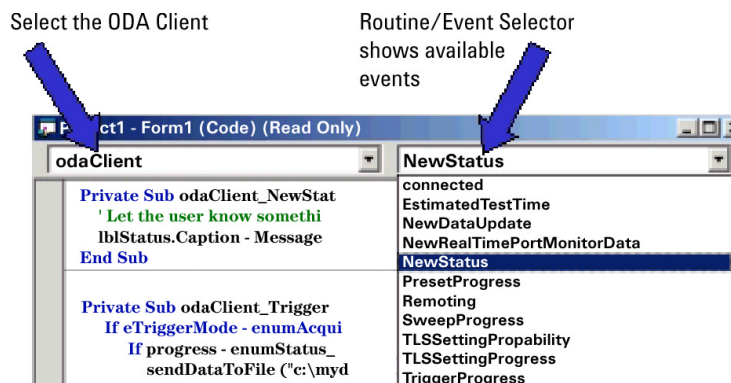 Select the ODA Client
Routine/Event Selector
shows available
events
ct1 - Form1 (Code) (Read Only)
odaClient
NewStatus
Private Sub odaClient_NewStat
' Let the user know somethi
lblStatus.Caption - Message
End Sub
Private Sub odaClient_Trigger
If eTriggerMode - enumAcqui
If progress - enumStatus_
sendDataToFile ("c:\myd
connected
EstimatedTestTime
NewDataUpdate
NewRealTimePortMonitorData
NewStatus
PresetProgress
Remoting
SweepProgress
TLSSettingPropability
TLSSettingProgress
TriggerProgress